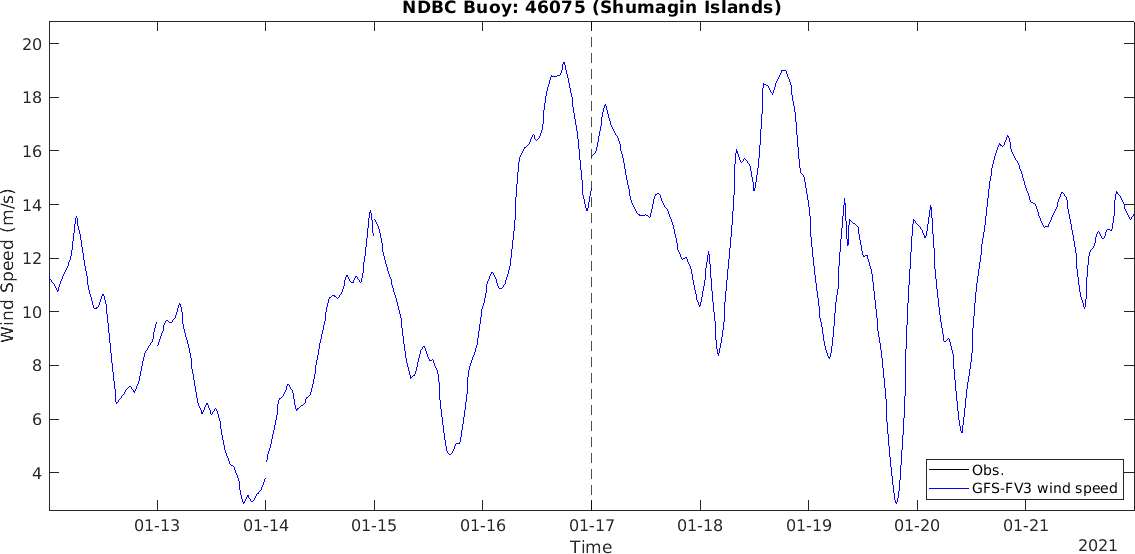 NDBC Buoy: 46075 (Shumagin Islands)
Wind Speed (m/s)
20
18
16
14
12
10
8
6
4
Obs.
GFS-FV3 wind speed
01-13 01-14 01-15 01-16 01-17 01-18 01-19 01-20 01-21
Time
2021